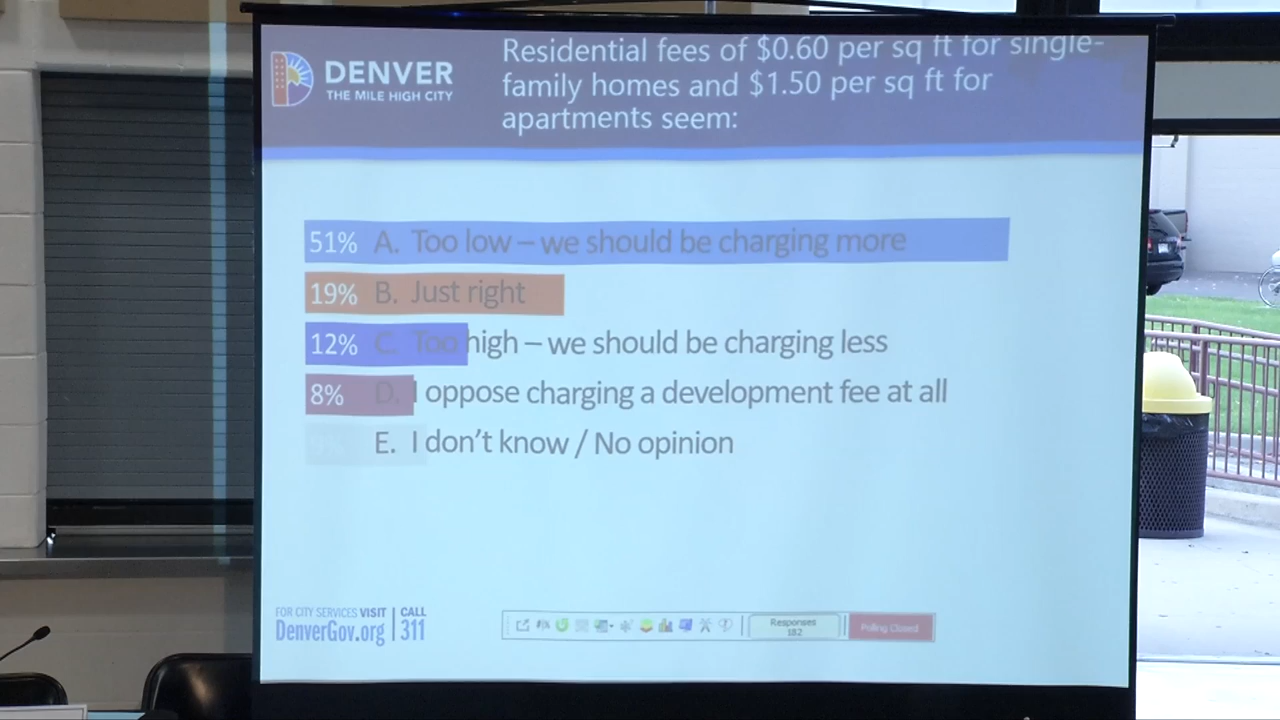 DENVER
THE MILE HIGH CITY
Residential fees of $0.60 per sq ft for single-
family homes and $1.50 per sq ft for
apartments seem:
51% A. Too low – we should be charging more
19% B. Just right
12% C. Too high – we should be charging less
8% D. I oppose charging a development fee at all
E. I don't know / No opinion
FOR CITY SERVICES VISIT
DenverGov.org
CALL
311
Responses
182
Polling Closed